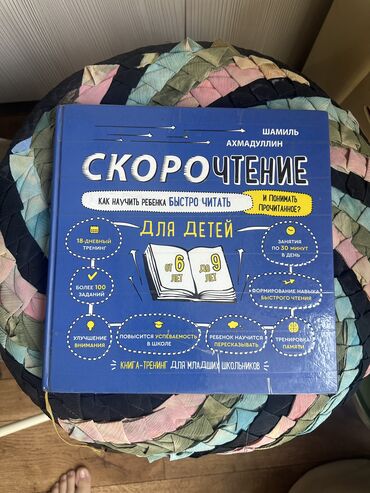 ШАМИЛЬ
АХМАДУЛЛИН
СКОРОЧТЕНИЕ
КАК НАУЧИТЬ РЕБЕНКА БЫСТРО ЧИТАТЬ
И ПОНИМАТЬ
ПРОЧИТАННОЕ?
ДЛЯ ДЕТЕЙ
18-ДНЕВНЫЙ
ТРЕНИНГ
ОТ 6 ЛЕТ
ДО 9 ЛЕТ
ЗАНЯТИЯ
ПО 30 МИНУТ
В ДЕНЬ
БОЛЕЕ 100
ЗАДАНИЙ
ФОРМИРОВАНИЕ НАВЫКА
БЫСТРОГО ЧТЕНИЯ
УЛУЧШЕНИЕ
ВНИМАНИЯ
ПОВЫСИТСЯ УСПЕВАЕМОСТЬ
В ШКОЛЕ
РЕБЕНОК НАУЧИТСЯ
ПЕРЕСКАЗЫВАТЬ
ТРЕНИРОВКА
ПАМЯТИ
КНИГА-ТРЕНИНГ ДЛЯ МЛАДШИХ ШКОЛЬНИКОВ